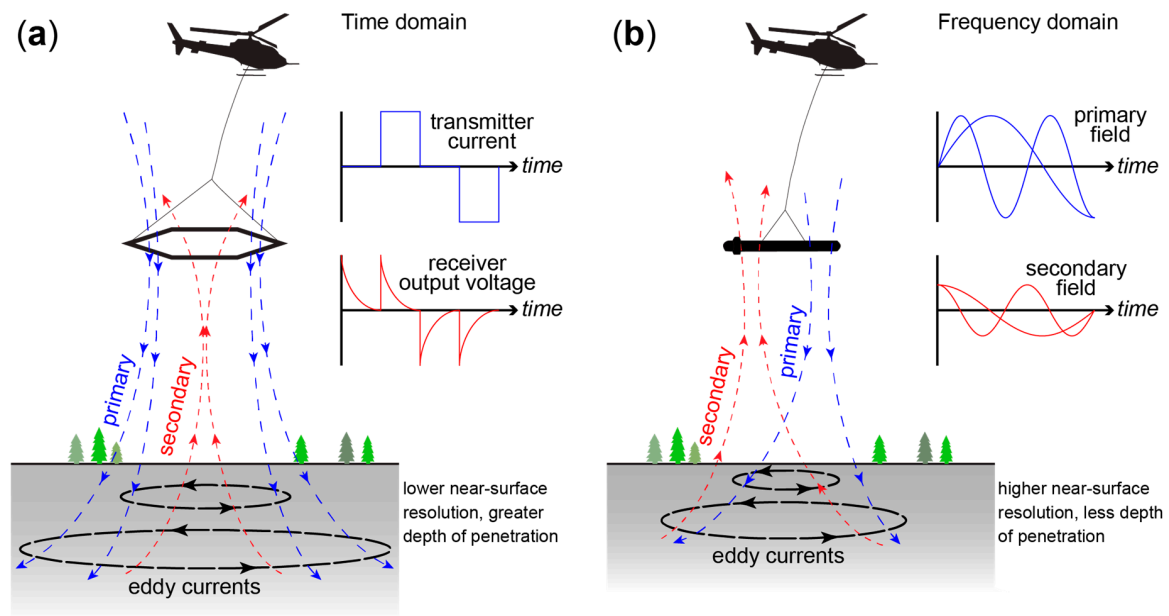 (a)
Time domain
transmitter
current
time
receiver
output voltage
time
primary
secondary
lower near-surface
resolution, greater
depth of penetration
eddy currents
(b)
Frequency domain
primary
field
time
secondary
field
time
primary
secondary
higher near-surface
resolution, less depth
of penetration
eddy currents